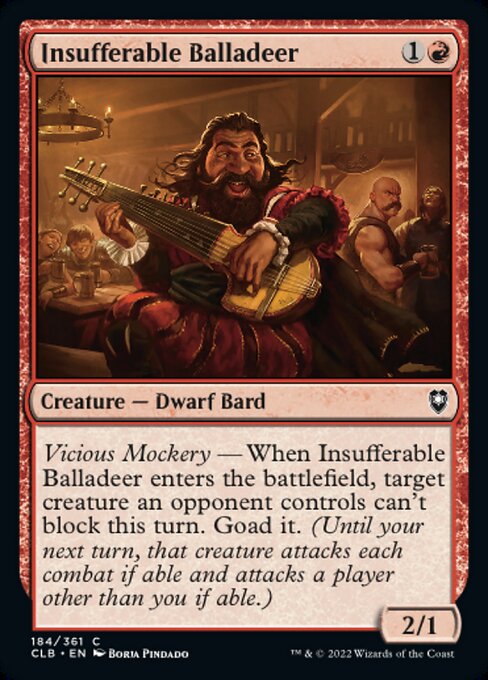 Insufferable Balladeer 1
Creature — Dwarf Bard
Vicious Mockery — When Insufferable
Balladeer enters the battlefield, target
creature an opponent controls can't
block this turn. Goad it. (Until your
next turn, that creature attacks each
combat if able and attacks a player
other than you if able.)
2/1
184/361 C
CLB • EN Boria Pindado
™ & © 2022 Wizards of the Coast